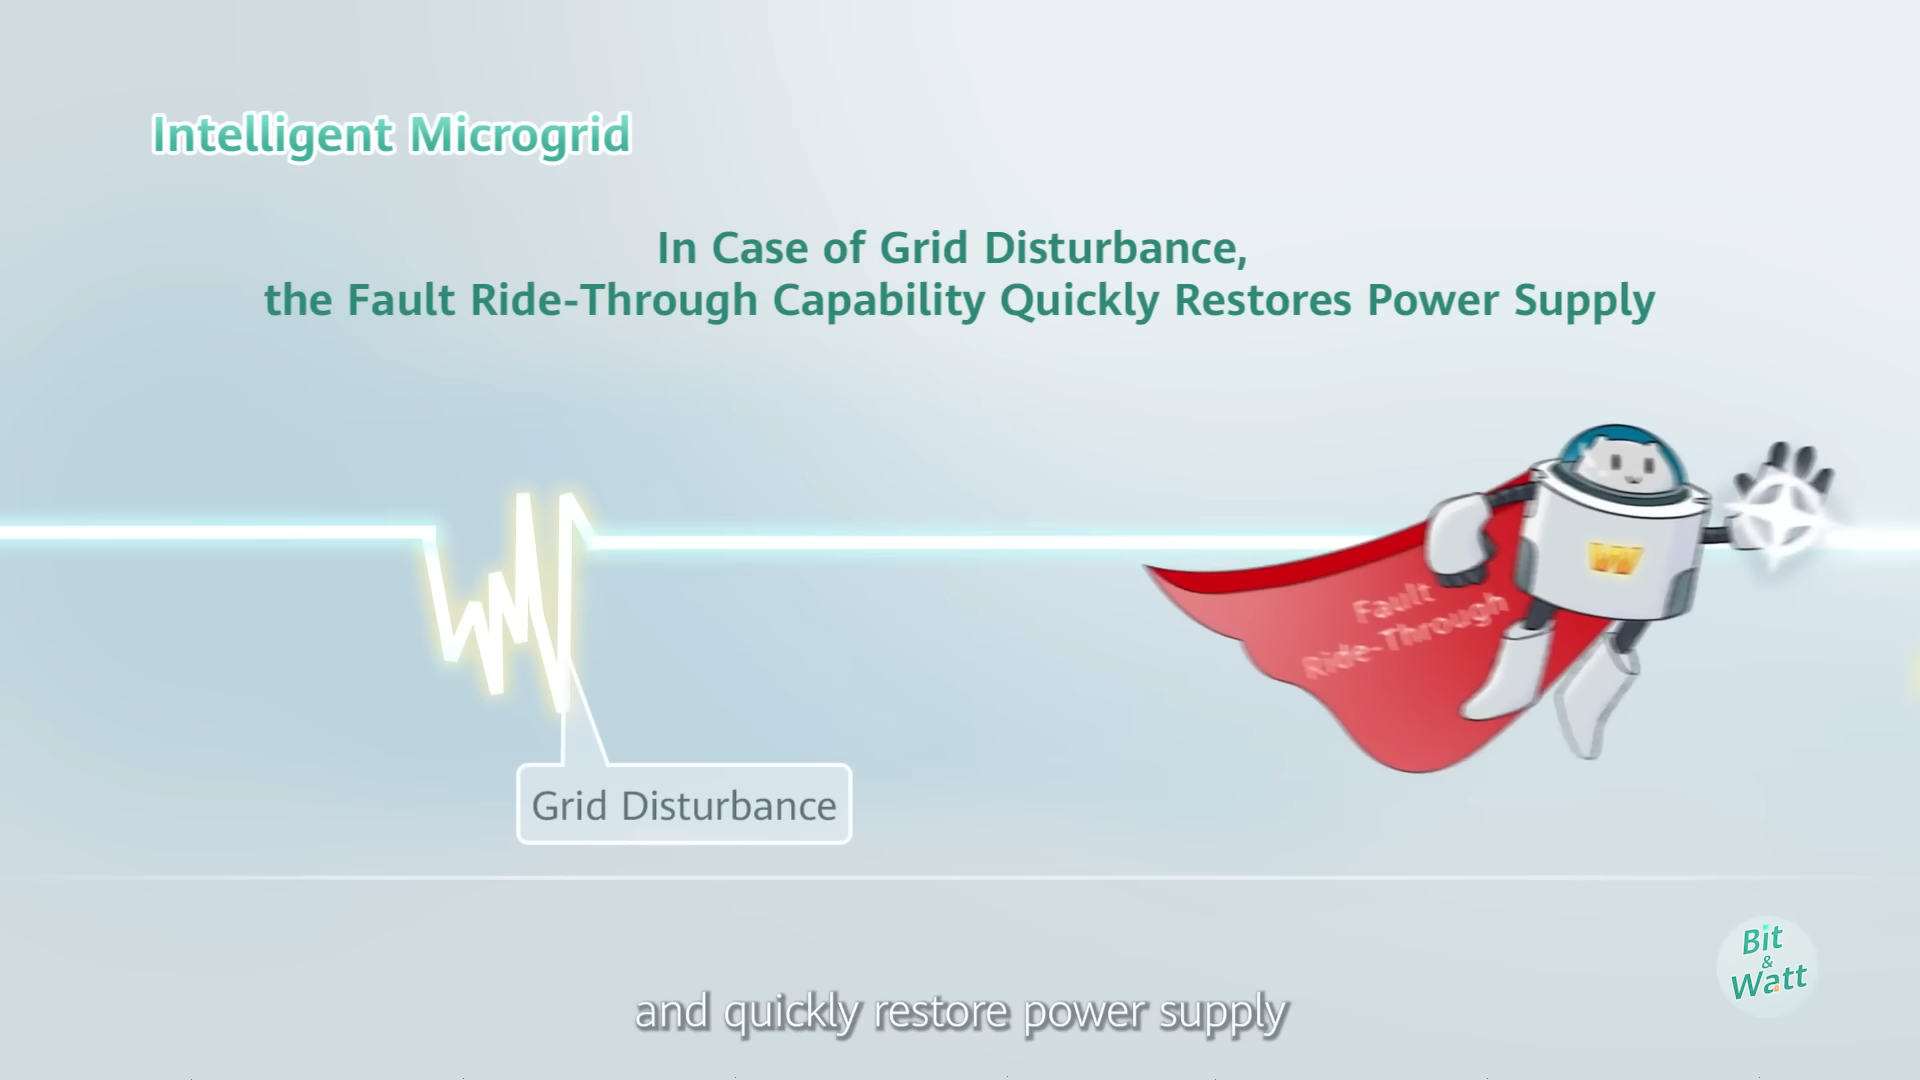 Intelligent Microgrid
In Case of Grid Disturbance,
the Fault Ride-Through Capability Quickly Restores Power Supply
W
Fault
Ride-Through
Grid Disturbance
Bit
&
Watt
and quickly restore power supply